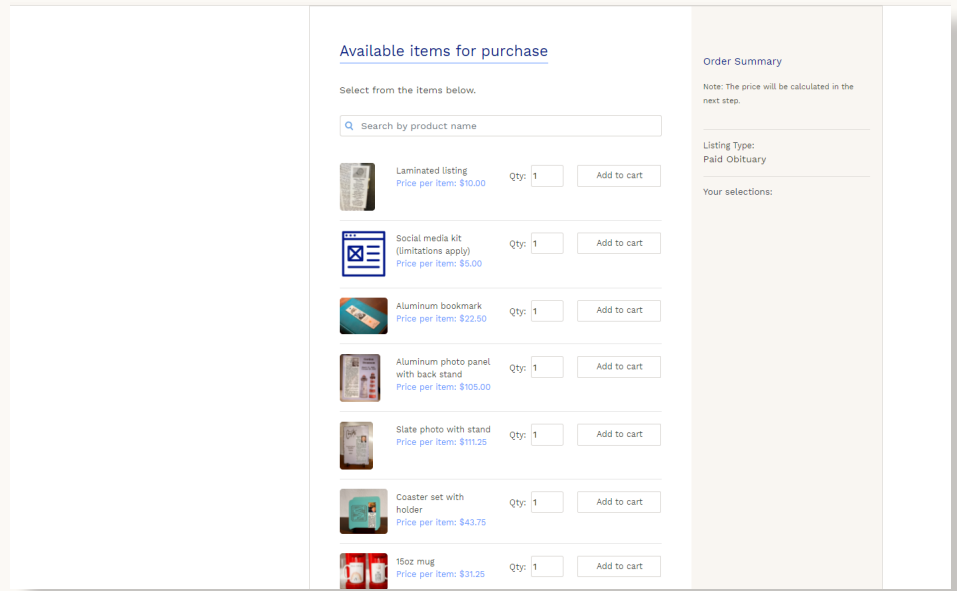 Available items for purchase
Select from the items below.
Search by product name
Laminated listing
Price per item: $10.00
Qty: 1
Add to cart
Social media kit
(limitations apply)
Price per item: $5.00
Qty: 1
Add to cart
Aluminum bookmark
Price per item: $22.50
Qty: 1
Add to cart
Aluminum photo panel
with back stand
Price per item: $105.00
Qty: 1
Add to cart
Slate photo with stand
Price per item: $111.25
Qty: 1
Add to cart
Coaster set with
holder
Price per item: $43.75
Qty: 1
Add to cart
15oz mug
Price per item: $31.25
Qty: 1
Add to cart
Order Summary
Note: The price will be calculated in the
next step.
Listing Type:
Paid Obituary
Your selections: